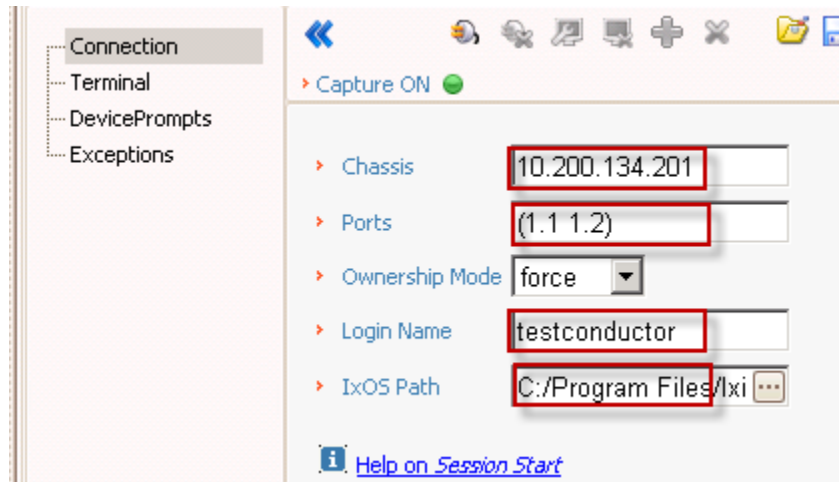 Connection
Terminal
DevicePrompts
Exceptions
Capture ON
Chassis 10.200.134.201
Ports (1.1 1.2)
Ownership Mode force
Login Name testconductor
IxOS Path C:/Program Files/Ixi ...
Help on Session Start